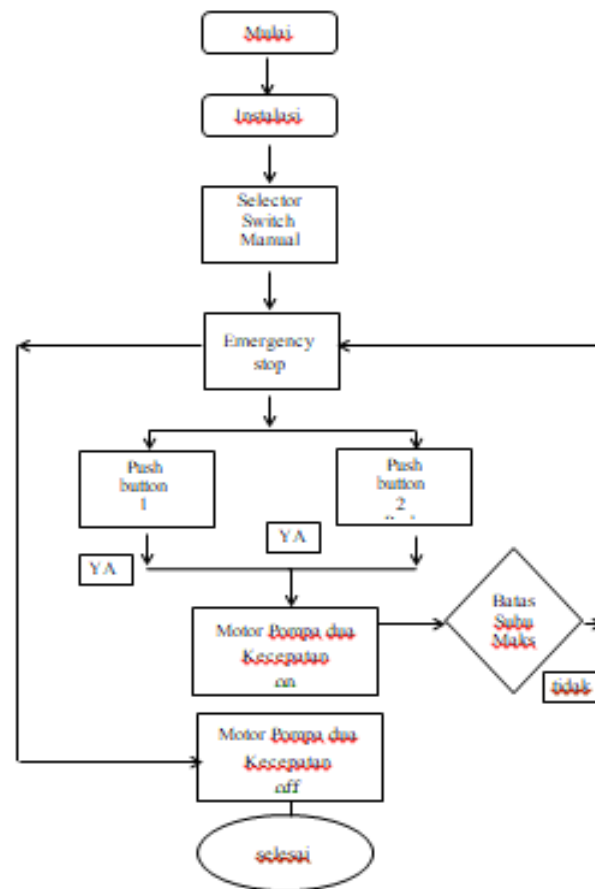 Mulai
Instalasi
Selector
Switch
Manual
Emergency
stop
Push
button
1
Push
button
2
YA
YA
Motor Pompa dua
Kecepatan
on
Batas
Suhu
Maks
tidak
Motor Pompa dua
Kecepatan
off
selesai